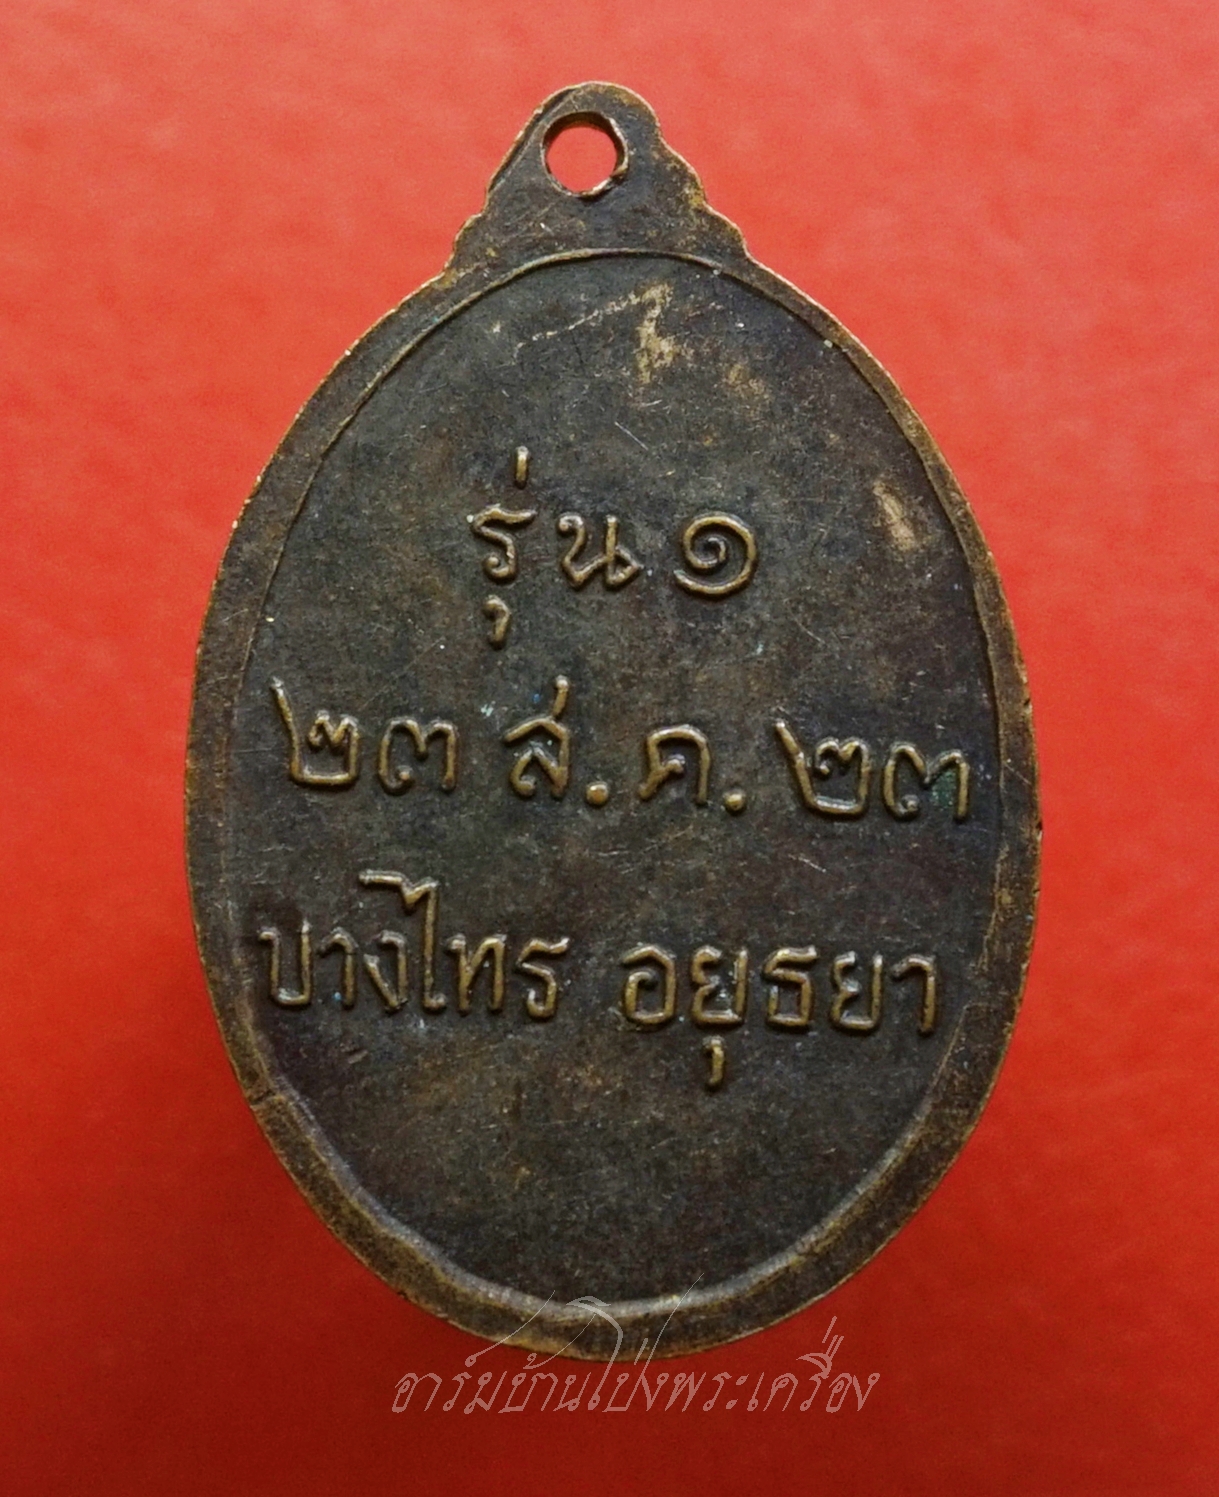 รุ่น ๑
๒๓ ส.ค. ๒๓
บางไทร อยุธยา
อาร์มบ้านโป่งพระเครื่อง